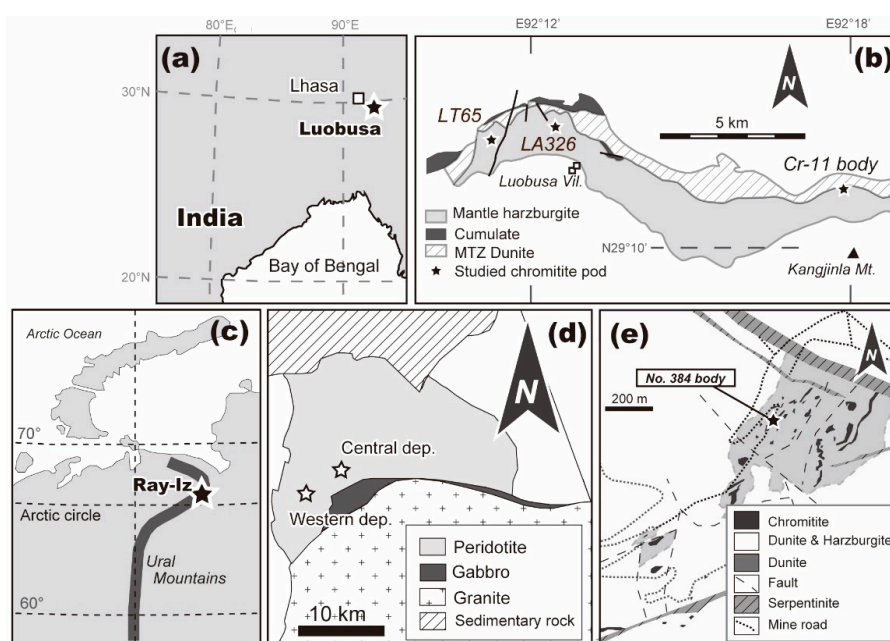 80°E
90°E
(a)
30°N
Lhasa
Luobusa
India
Bay of Bengal
20°N
E92°12'
E92°18'
(b)
N
LT65
LA326
5 km
Cr-11 body
Luobusa Vil.
Mantle harzburgite
Cumulate
MTZ Dunite
Studied chromitite pod
N29°10'
Kangjinla Mt.
(c)
Arctic Ocean
70°
Ray-Iz
Arctic circle
Ural
Mountains
60°
(d)
N
Central dep.
Western dep.
Peridotite
Gabbro
Granite
Sedimentary rock
10 km
(e)
N
No. 384 body
200 m
Chromitite
Dunite & Harzburgite
Dunite
Fault
Serpentinite
Mine road